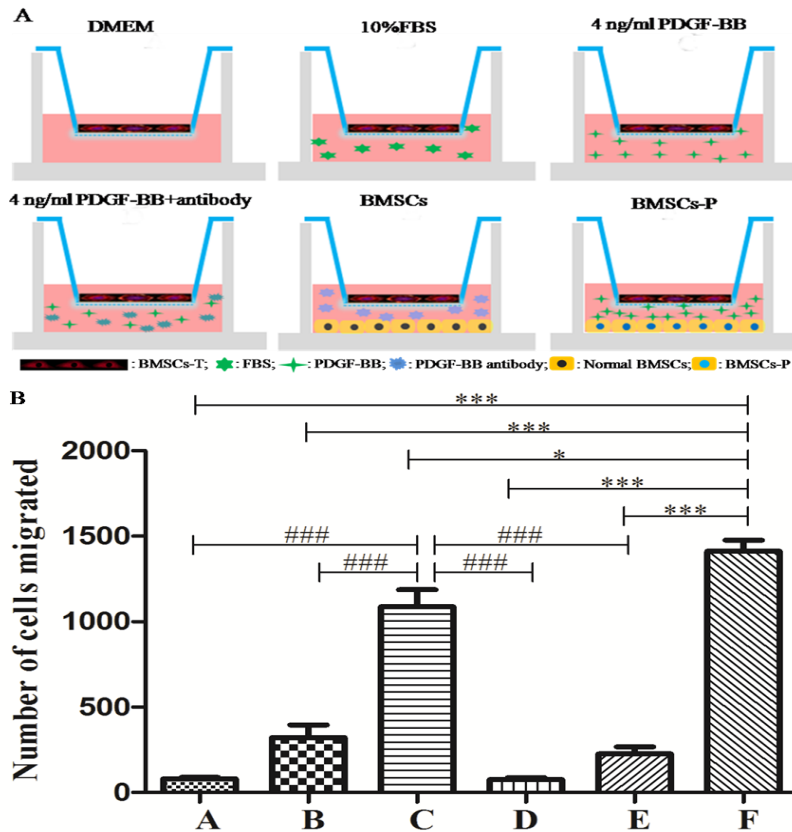 A
DMEM
10%FBS
4 ng/ml PDGF-BB
4 ng/ml PDGF-BB+antibody
BMSCs
BMSCs-P
: BMSCs-T; : FBS; : PDGF-BB; : PDGF-BB antibody; : Normal BMSCs; : BMSCs-P
B
***
***
*
***
***
### ###
### ###
Number of cells migrated
2000
1500
1000
500
0
A B C D E F